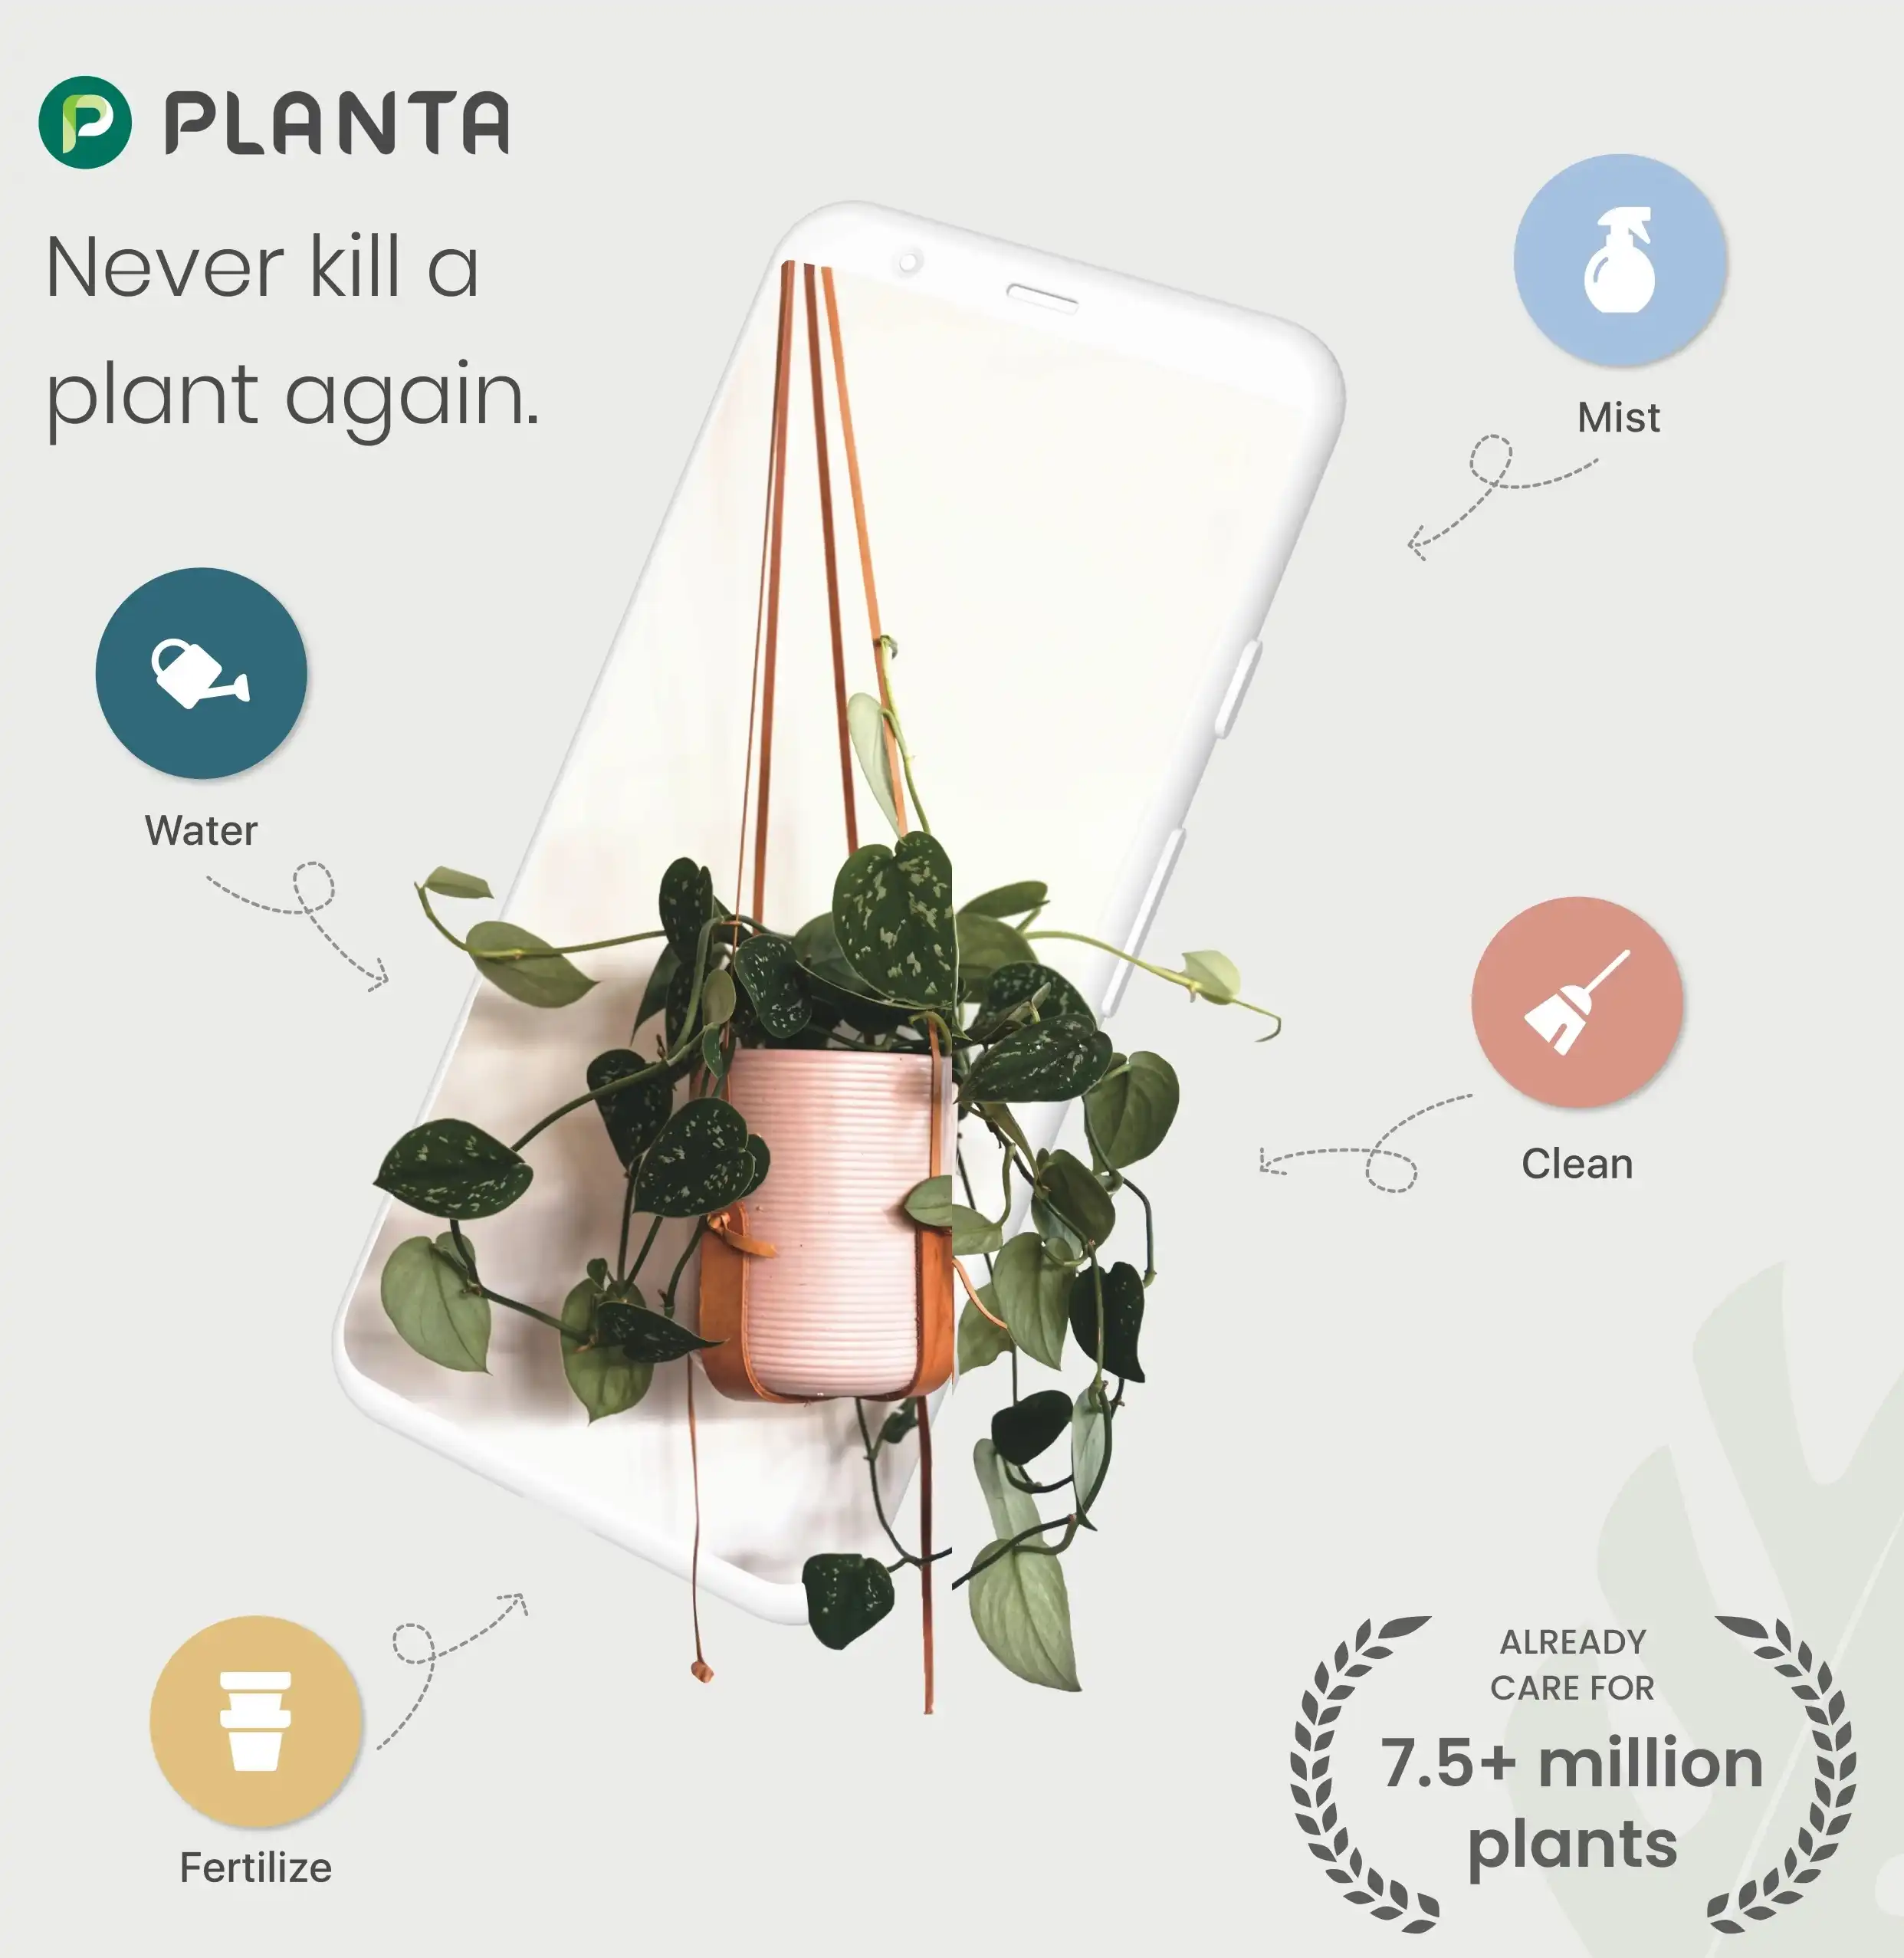 PLANTA
Never kill a
plant again.
Mist
Water
Clean
Fertilize
ALREADY
CARE FOR
7.5+ million
plants